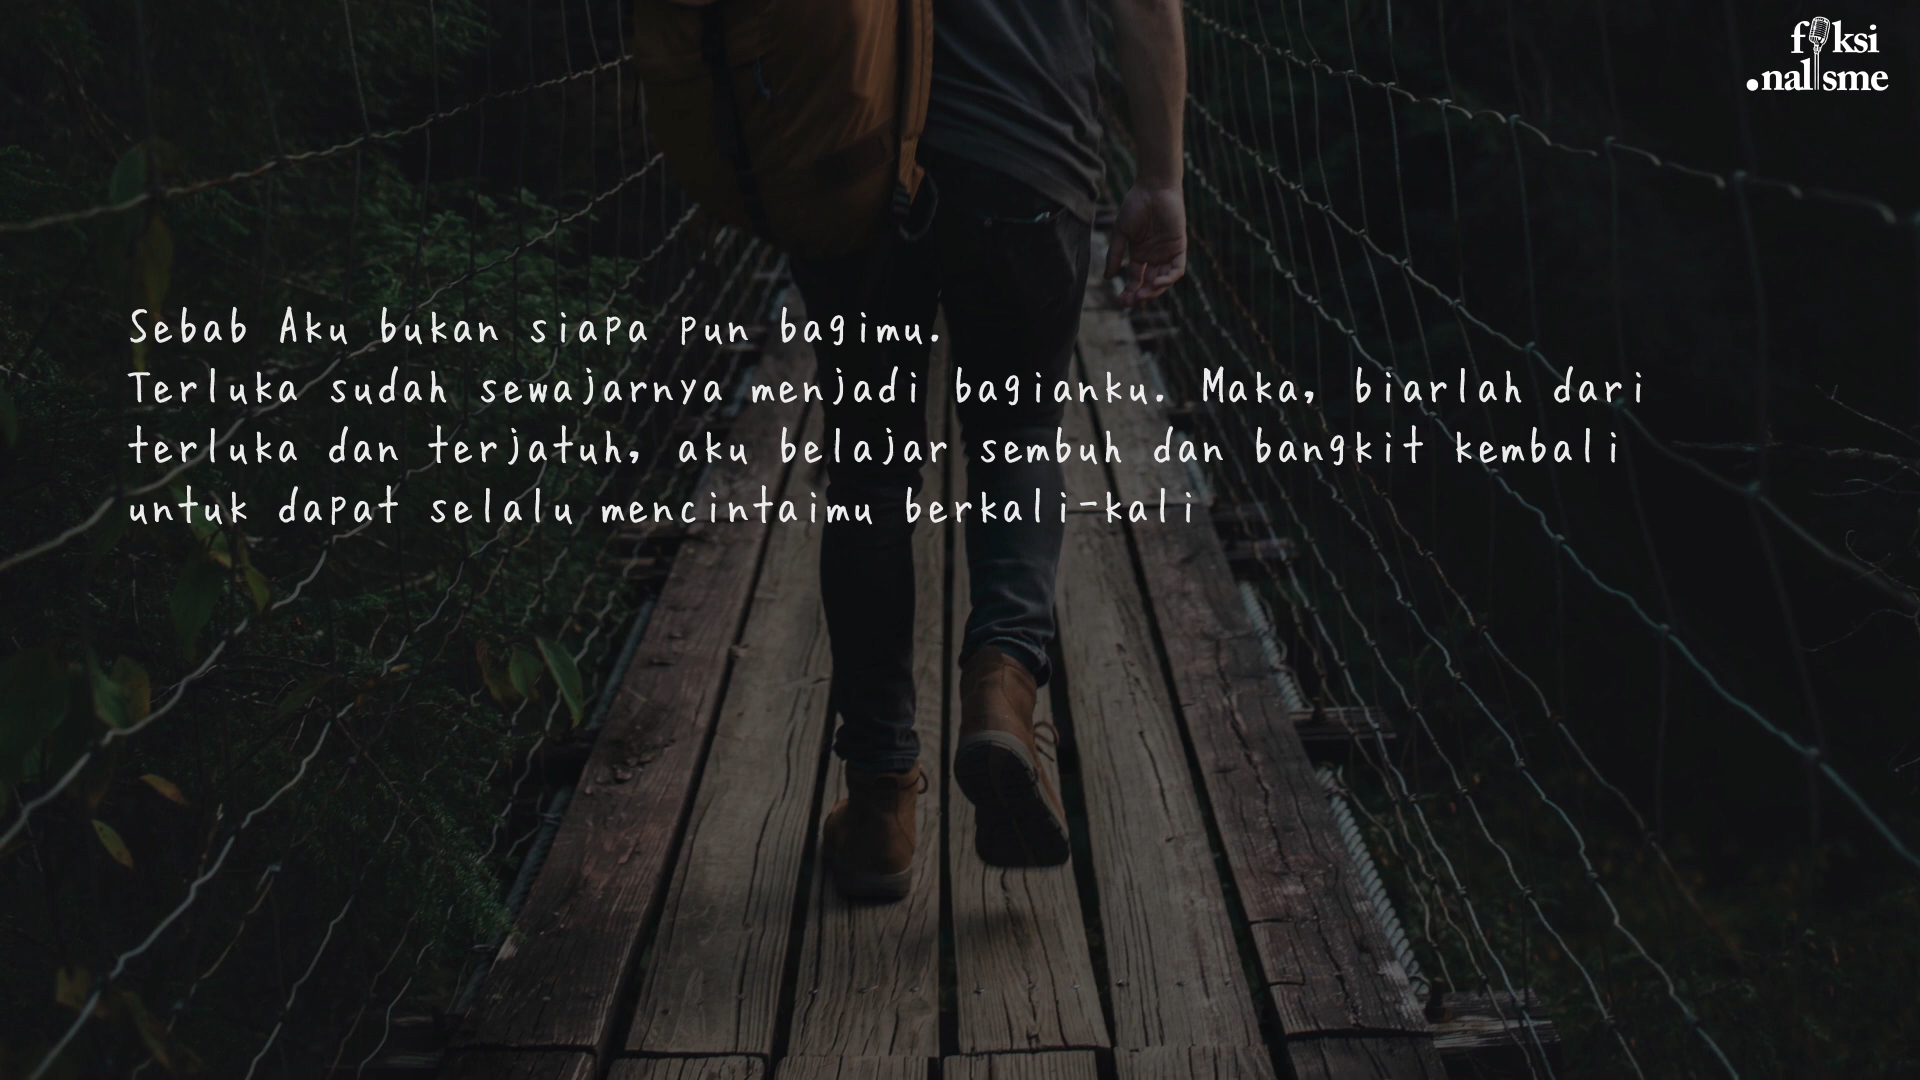 fiksi
.nalisme
Sebab Aku bukan siapa pun bagimu.
Terluka sudah sewajarnya menjadi bagianku. Maka, biarlah dari
terluka dan terjatuh, aku belajar sembuh dan bangkit kembali
untuk dapat selalu mencintaimu berkali-kali